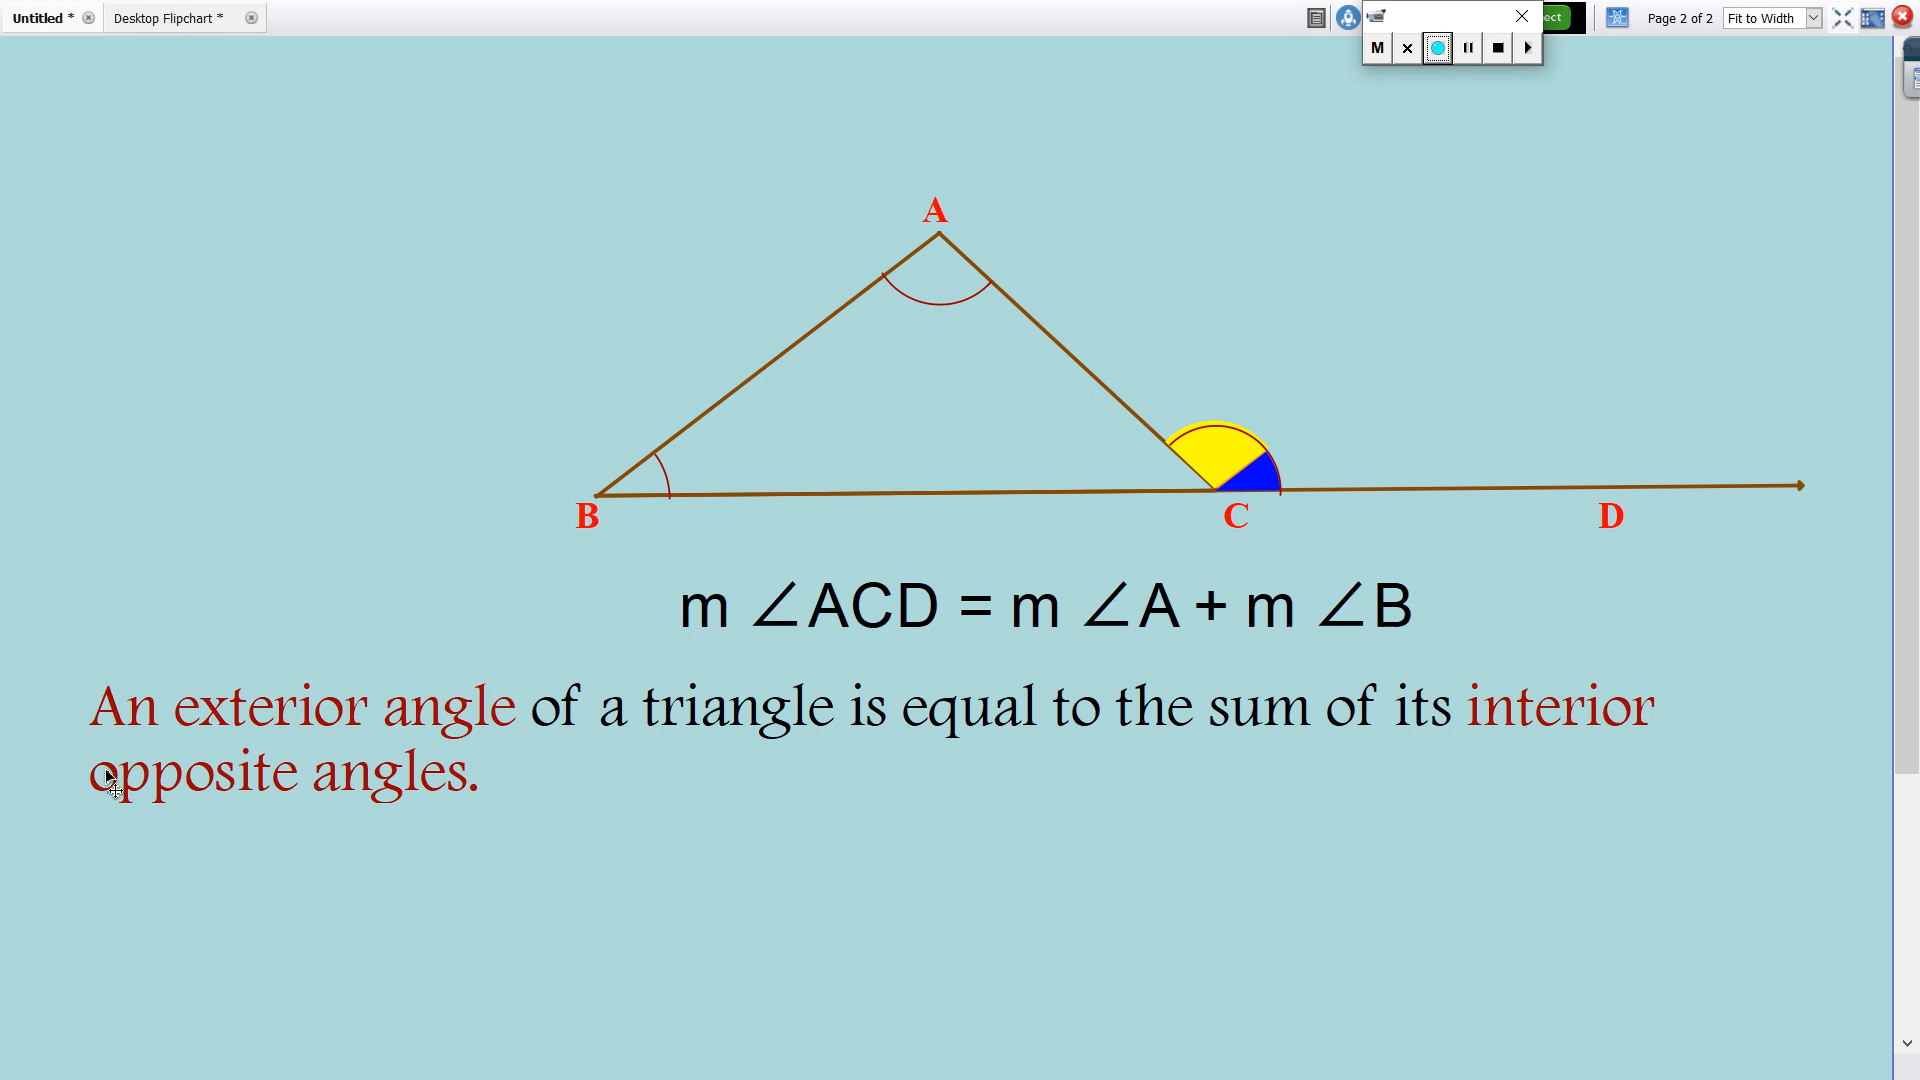 Untitled *
Desktop Flipchart *
ect
Page 2 of 2
Fit to Width
M
A
B
C
D
m ∠ACD = m ∠A + m ∠B
An exterior angle of a triangle is equal to the sum of its interior
opposite angles.